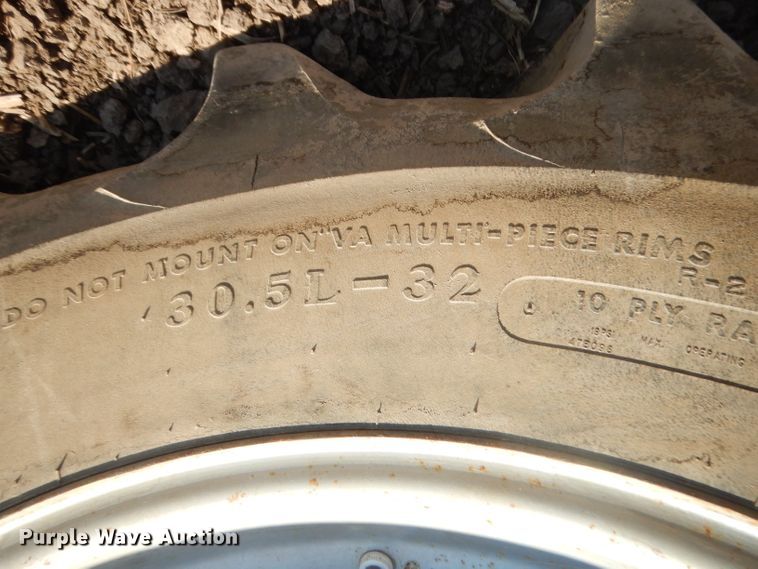 DO NOT MOUNT ON VA MULTI-PIECE RIMS
R-2
30.5L-32
10 PLY RA
18PSI MAX. OPERATING
Purple Wave Auction